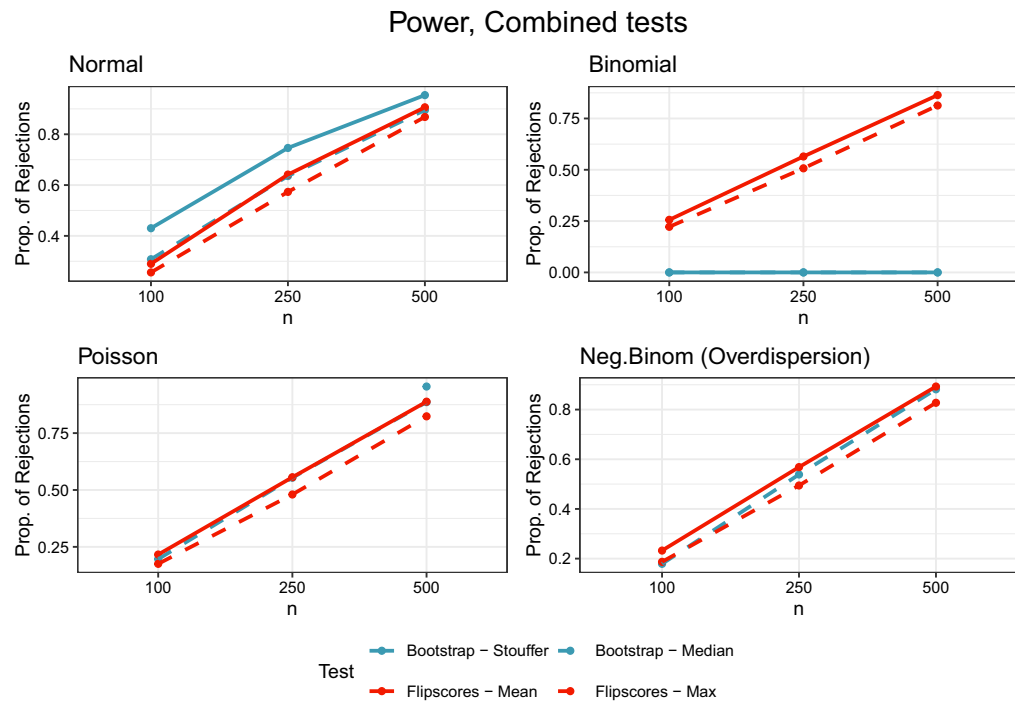 Power, Combined tests
Normal
Prop. of Rejections
0.8
0.6
0.4
100 250 500
n
Binomial
Prop. of Rejections
0.75
0.50
0.25
0.00
100 250 500
n
Poisson
Prop. of Rejections
0.75
0.50
0.25
100 250 500
n
Neg.Binom (Overdispersion)
Prop. of Rejections
0.8
0.6
0.4
0.2
100 250 500
n
Test
Bootstrap − Stouffer Bootstrap − Median
Flipscores − Mean Flipscores − Max